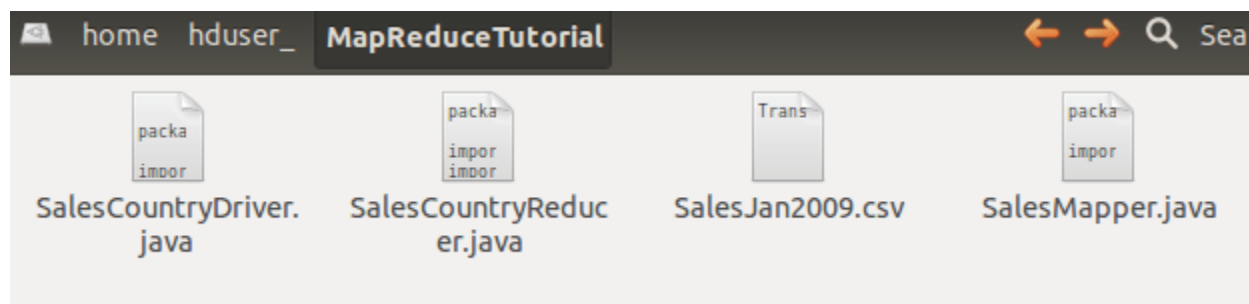 home hduser_ MapReduceTutorial Sea
packa
impor
SalesCountryDriver.
java
packa
impor
impor
SalesCountryReduc
er.java
Trans
SalesJan2009.csv
packa
impor
SalesMapper.java